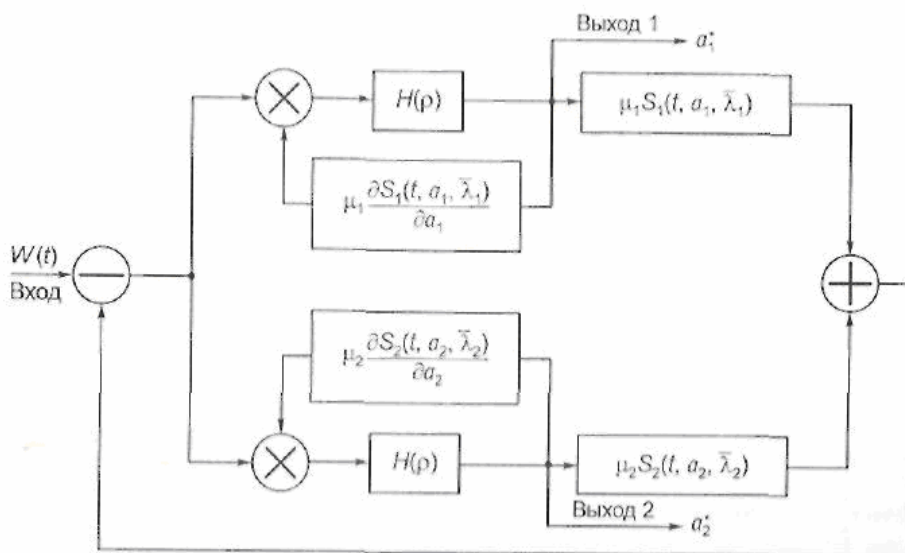 Выход 1
a₁*
H(ρ)
μ₁S₁(t, a₁, λ̄₁)
μ₁ ∂S₁(t, a₁, λ̄₁)
∂a₁
W(t)
Вход
μ₂ ∂S₂(t, a₂, λ̄₂)
∂a₂
H(ρ)
μ₂S₂(t, a₂, λ̄₂)
Выход 2
a₂*